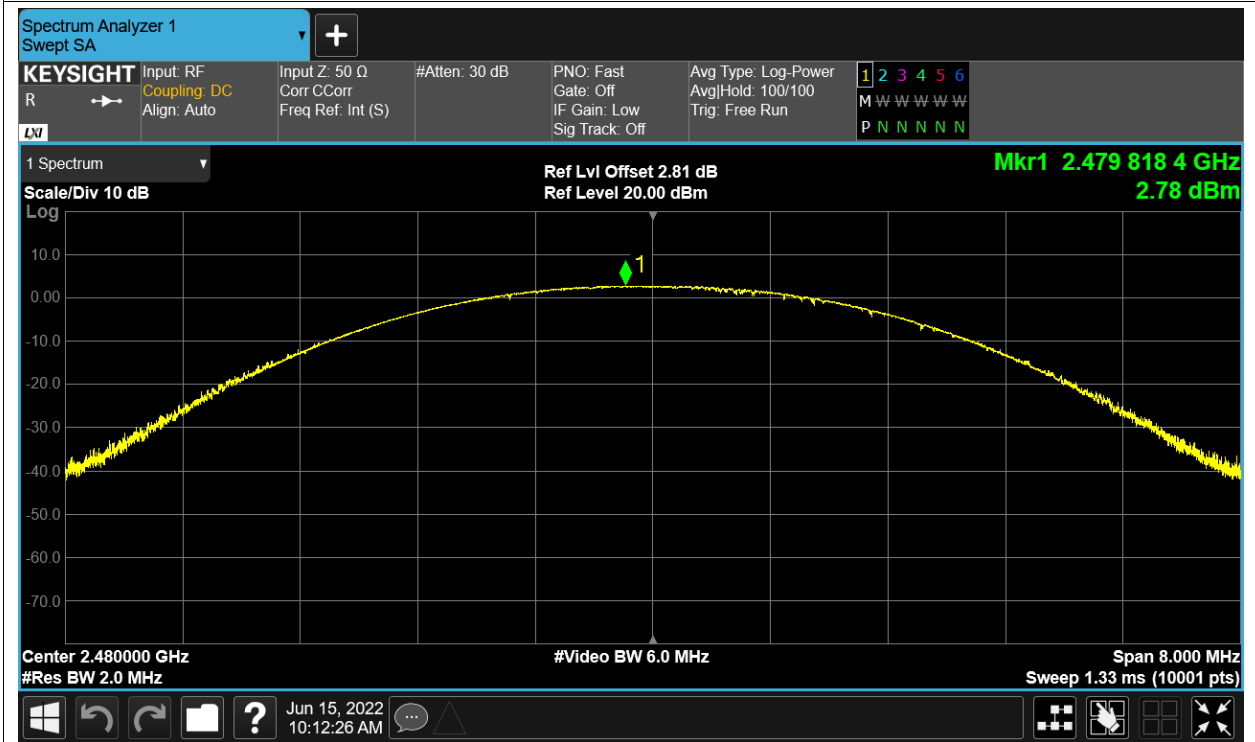 Spectrum Analyzer 1
Swept SA
KEYSIGHT
R
LXI
Input: RF
Coupling: DC
Align: Auto
Input Z: 50 Ω
Corr CCorr
Freq Ref: Int (S)
#Atten: 30 dB
PNO: Fast
Gate: Off
IF Gain: Low
Sig Track: Off
Avg Type: Log-Power
Avg|Hold: 100/100
Trig: Free Run
1 2 3 4 5 6
M W W W W W
P N N N N N
1 Spectrum
Scale/Div 10 dB
Log
Ref Lvl Offset 2.81 dB
Ref Level 20.00 dBm
Mkr1 2.479 818 4 GHz
2.78 dBm
10.0
0.00
-10.0
-20.0
-30.0
-40.0
-50.0
-60.0
-70.0
1
Center 2.480000 GHz
#Res BW 2.0 MHz
#Video BW 6.0 MHz
Span 8.000 MHz
Sweep 1.33 ms (10001 pts)
?
Jun 15, 2022
10:12:26 AM